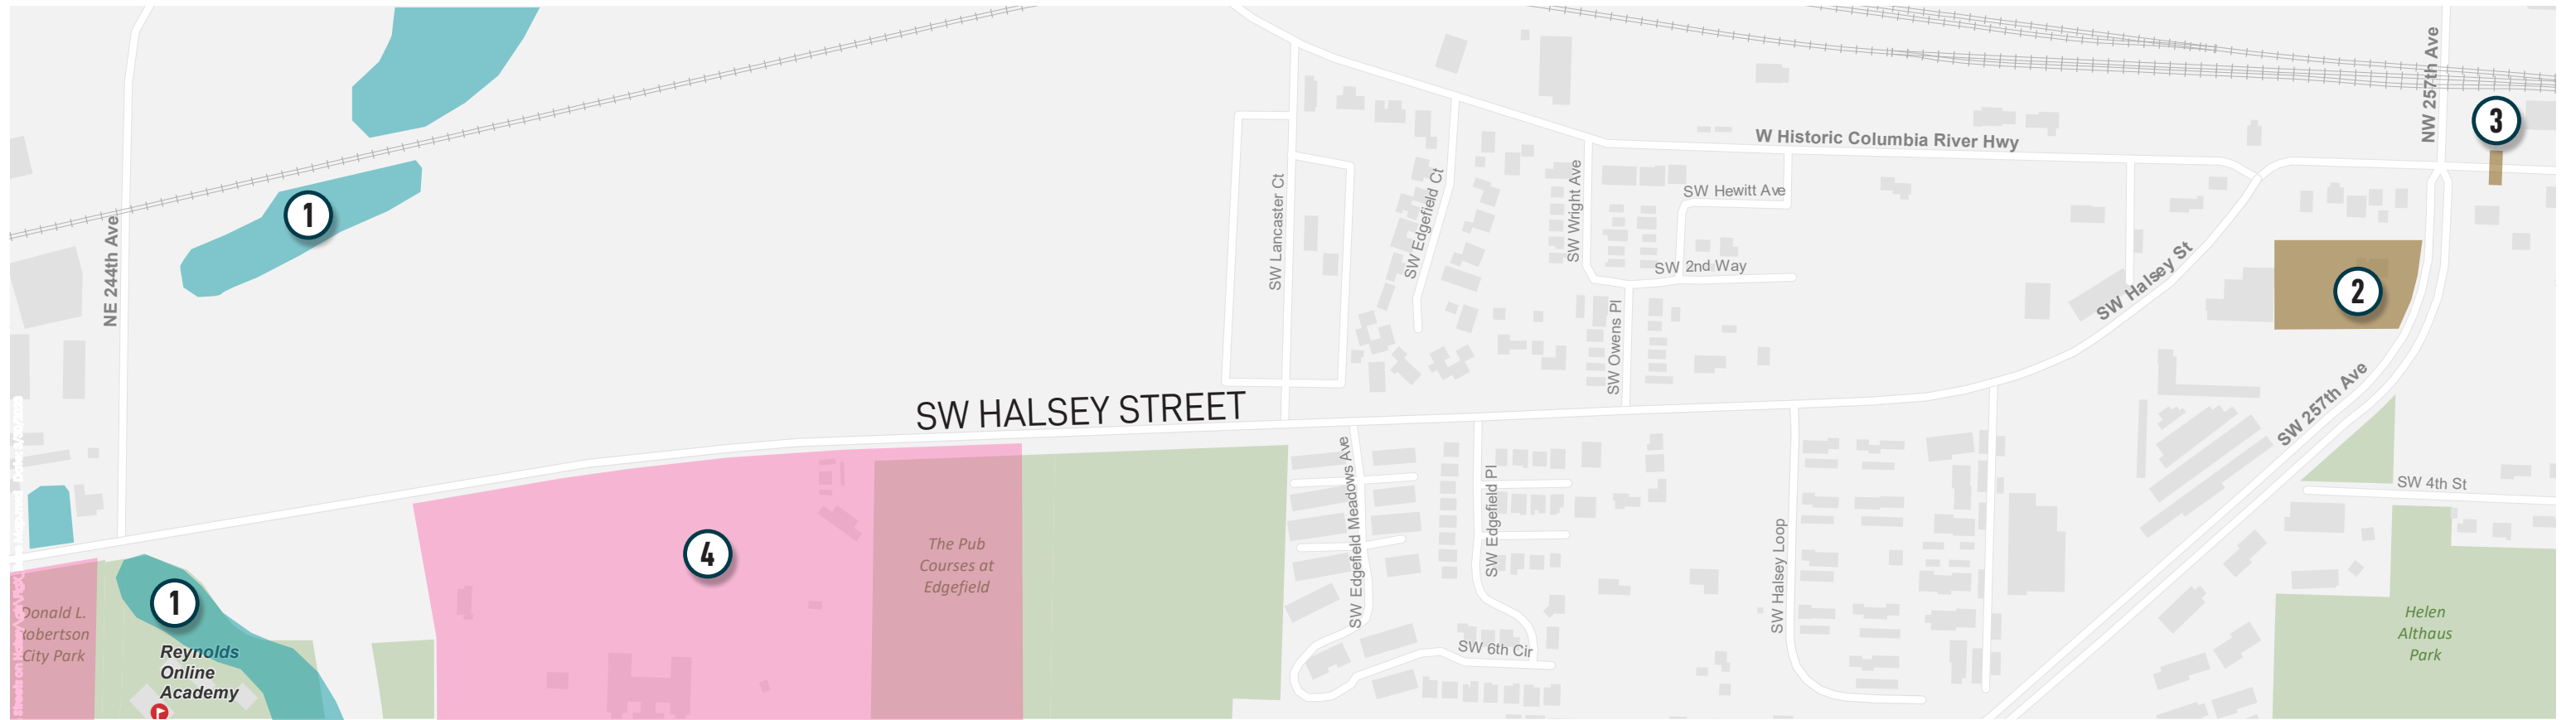 NW 257th Ave
3
W Historic Columbia River Hwy
1
NE 244th Ave
SW Lancaster Ct
SW Edgefield Ct
SW Wright Ave
SW Hewitt Ave
SW 2nd Way
SW Owens Pl
SW Halsey St
2
SW HALSEY STREET
SW 257th Ave
SW 4th St
SW Edgefield Meadows Ave
SW Edgefield Pl
SW Halsey Loop
SW 6th Cir
4
The Pub
Courses at
Edgefield
1
Donald L.
obertson
City Park
Reynolds
Online
Academy
Helen
Althaus
Park